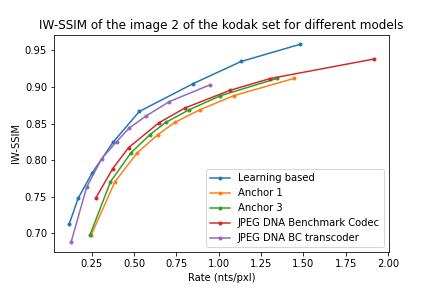 IW-SSIM of the image 2 of the kodak set for different models
0.95
0.90
0.85
0.80
0.75
0.70
IW-SSIM
Learning based
Anchor 1
Anchor 3
JPEG DNA Benchmark Codec
JPEG DNA BC transcoder
0.25 0.50 0.75 1.00 1.25 1.50 1.75 2.00
Rate (nts/pxl)